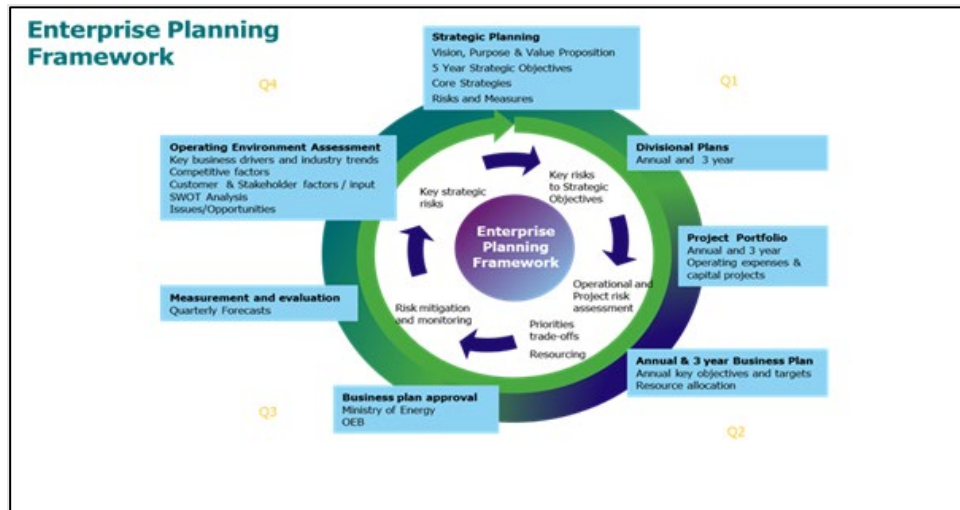 Enterprise Planning
Framework
Strategic Planning
Vision, Purpose & Value Proposition
5 Year Strategic Objectives
Core Strategies
Risks and Measures
Q4
Q1
Operating Environment Assessment
Key business drivers and industry trends
Competitive factors
Customer & Stakeholder factors / input
SWOT Analysis
Issues/Opportunities
Divisional Plans
Annual and 3 year
Key strategic
risks
Key risks
to Strategic
Objectives
Enterprise
Planning
Framework
Project Portfolio
Annual and 3 year
Operating expenses &
capital projects
Measurement and evaluation
Quarterly Forecasts
Risk mitigation
and monitoring
Operational and
Project risk
assessment
Priorities
trade-offs
Resourcing
Annual & 3 year Business Plan
Annual key objectives and targets
Resource allocation
Business plan approval
Ministry of Energy
OEB
Q3
Q2